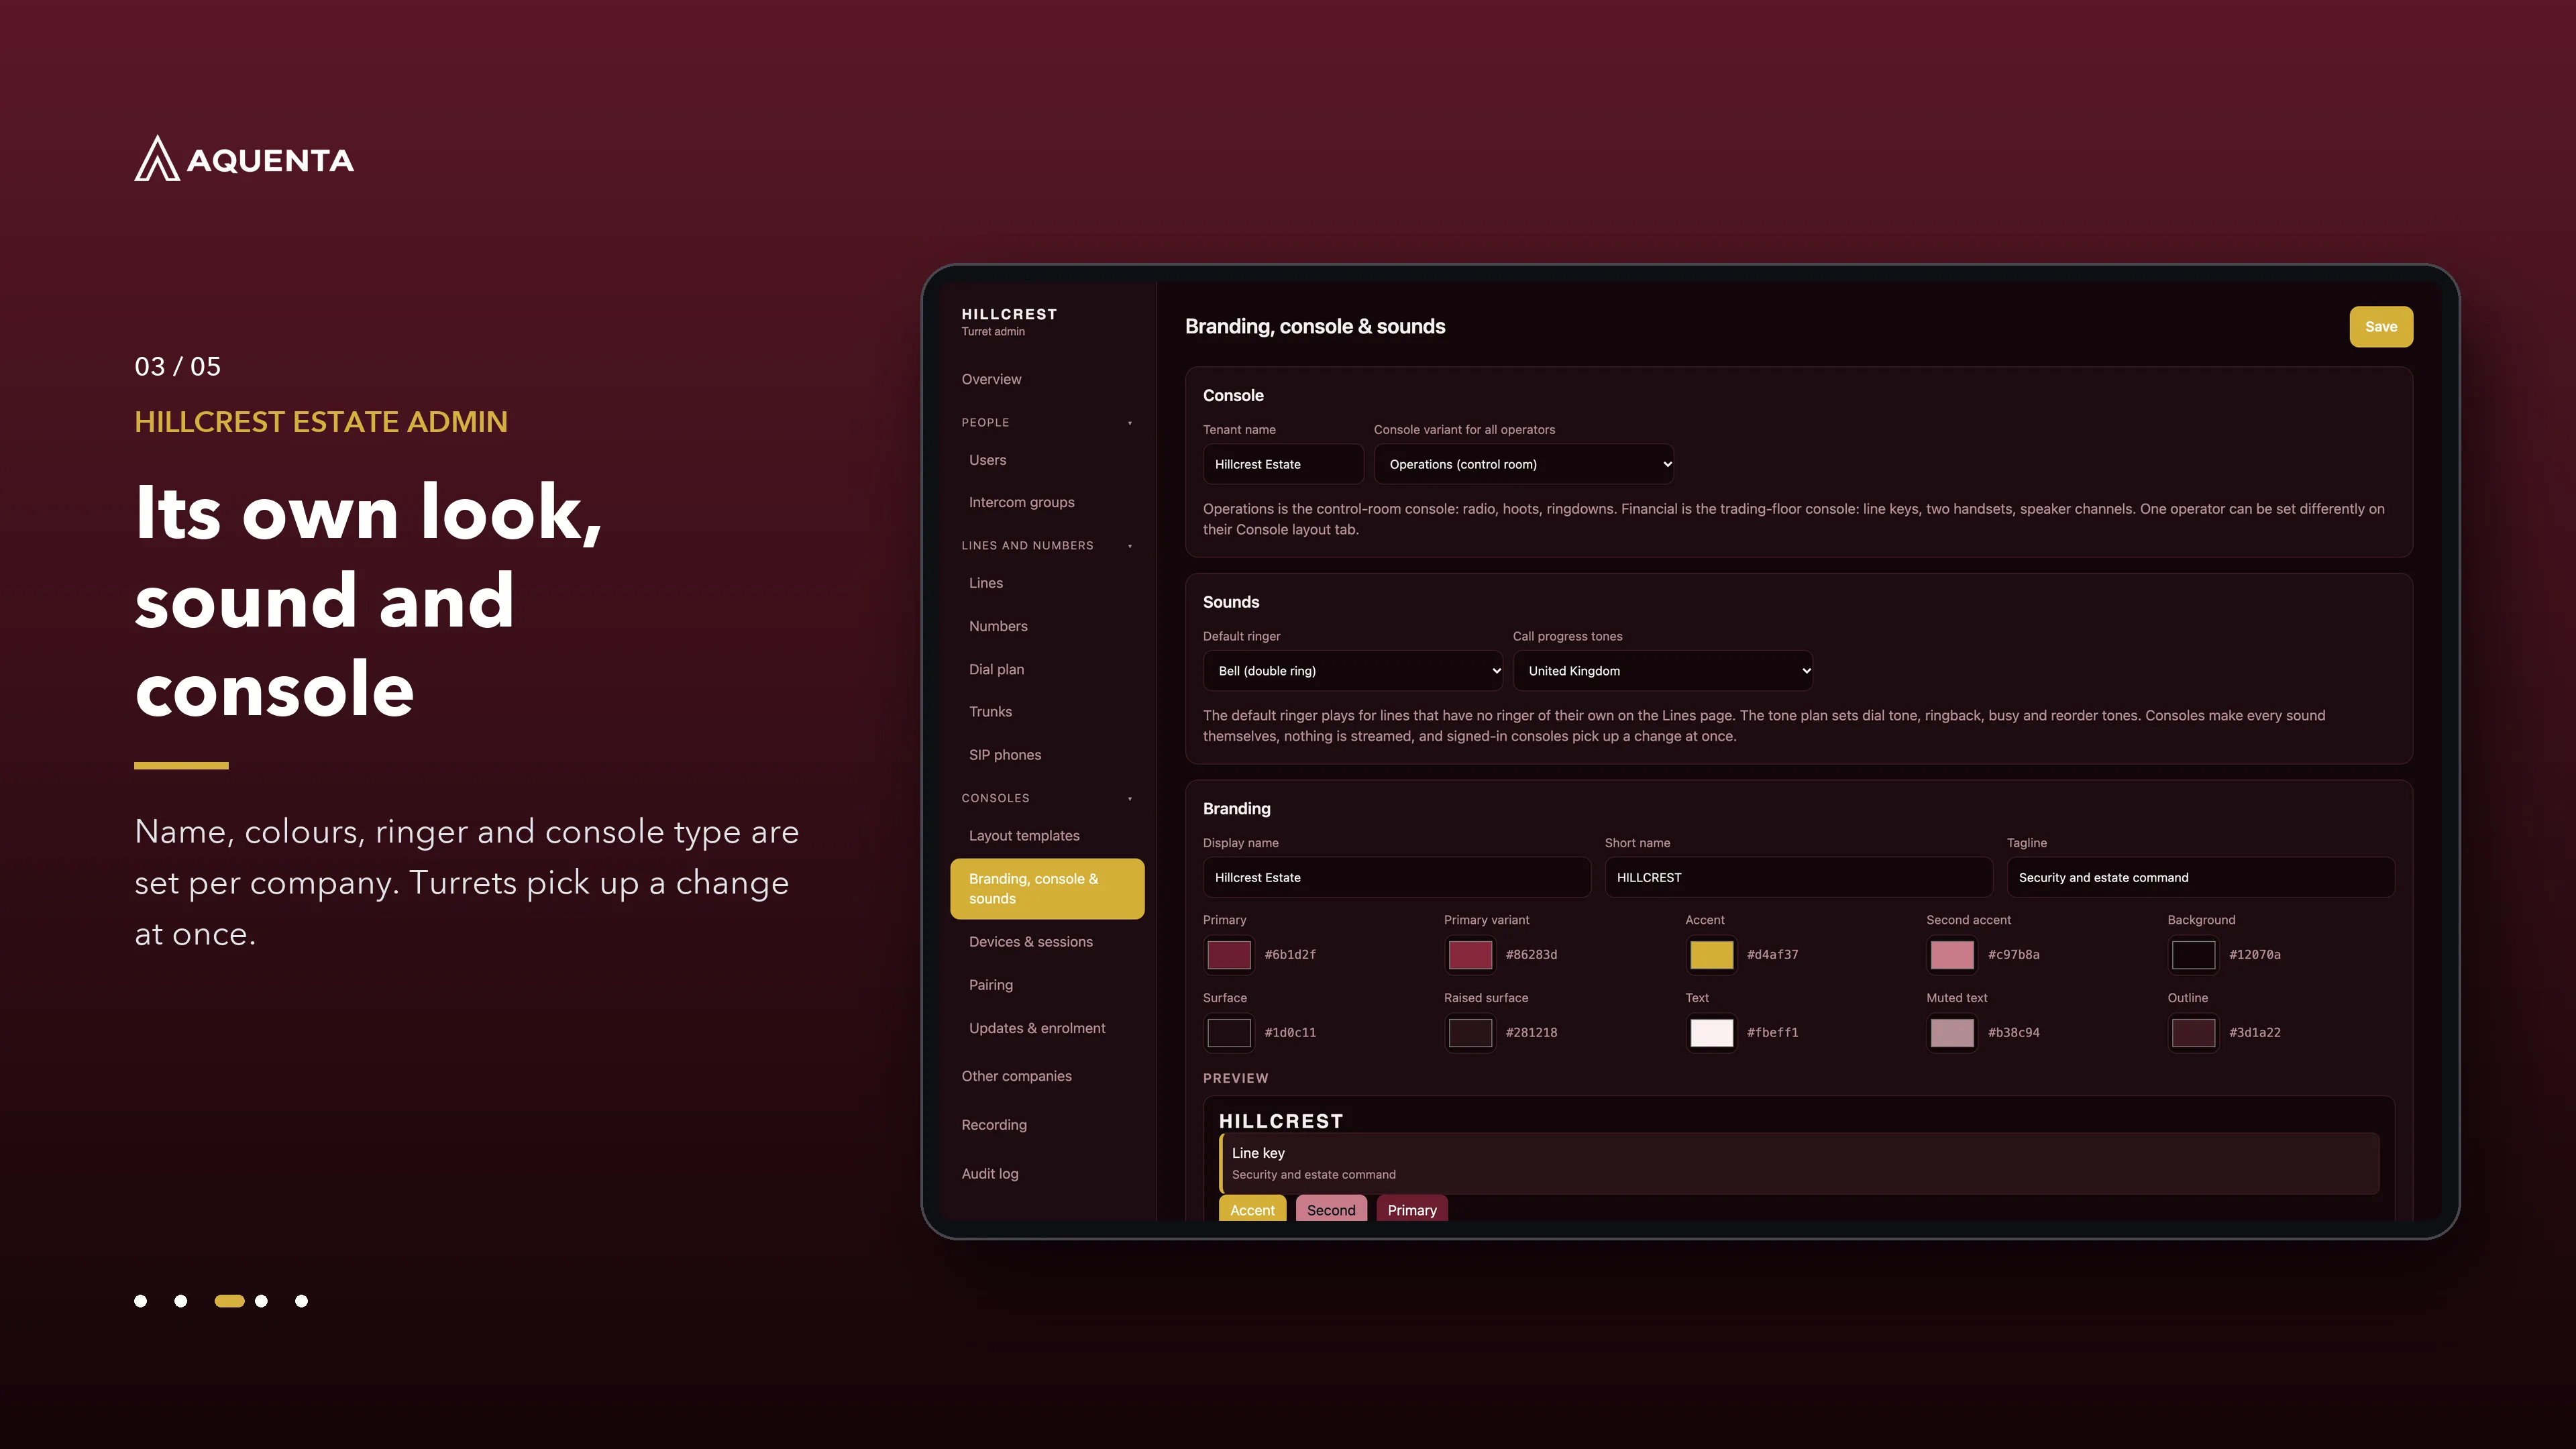 AQUENTA
03 / 05
HILLCREST ESTATE ADMIN
Its own look,
sound and
console
Name, colours, ringer and console type are
set per company. Turrets pick up a change
at once.
HILLCREST
Turret admin
Overview
PEOPLE
Users
Intercom groups
LINES AND NUMBERS
Lines
Numbers
Dial plan
Trunks
SIP phones
CONSOLES
Layout templates
Branding, console &
sounds
Devices & sessions
Pairing
Updates & enrolment
Other companies
Recording
Audit log
Branding, console & sounds
Save
Console
Tenant name
Console variant for all operators
Hillcrest Estate
Operations (control room)
Operations is the control-room console: radio, hoots, ringdowns. Financial is the trading-floor console: line keys, two handsets, speaker channels. One operator can be set differently on
their Console layout tab.
Sounds
Default ringer
Call progress tones
Bell (double ring)
United Kingdom
The default ringer plays for lines that have no ringer of their own on the Lines page. The tone plan sets dial tone, ringback, busy and reorder tones. Consoles make every sound
themselves, nothing is streamed, and signed-in consoles pick up a change at once.
Branding
Display name
Short name
Tagline
Hillcrest Estate
HILLCREST
Security and estate command
Primary
Primary variant
Accent
Second accent
Background
#6b1d2f
#86283d
#d4af37
#c97b8a
#12070a
Surface
Raised surface
Text
Muted text
Outline
#1d0c11
#281218
#fbeff1
#b38c94
#3d1a22
PREVIEW
HILLCREST
Line key
Security and estate command
Accent
Second
Primary